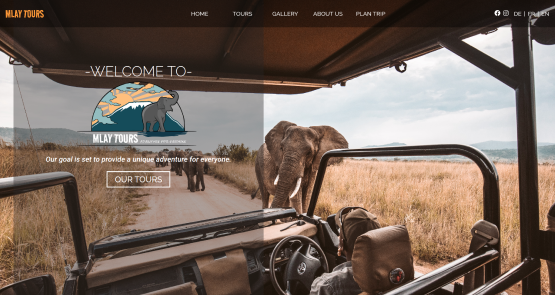 MLAY TOURS
HOME
TOURS
GALLERY
ABOUT US
PLAN TRIP
DE | FR | EN
-WELCOME TO-
MLAY TOURS
Our goal is set to provide a unique adventure for everyone.
OUR TOURS